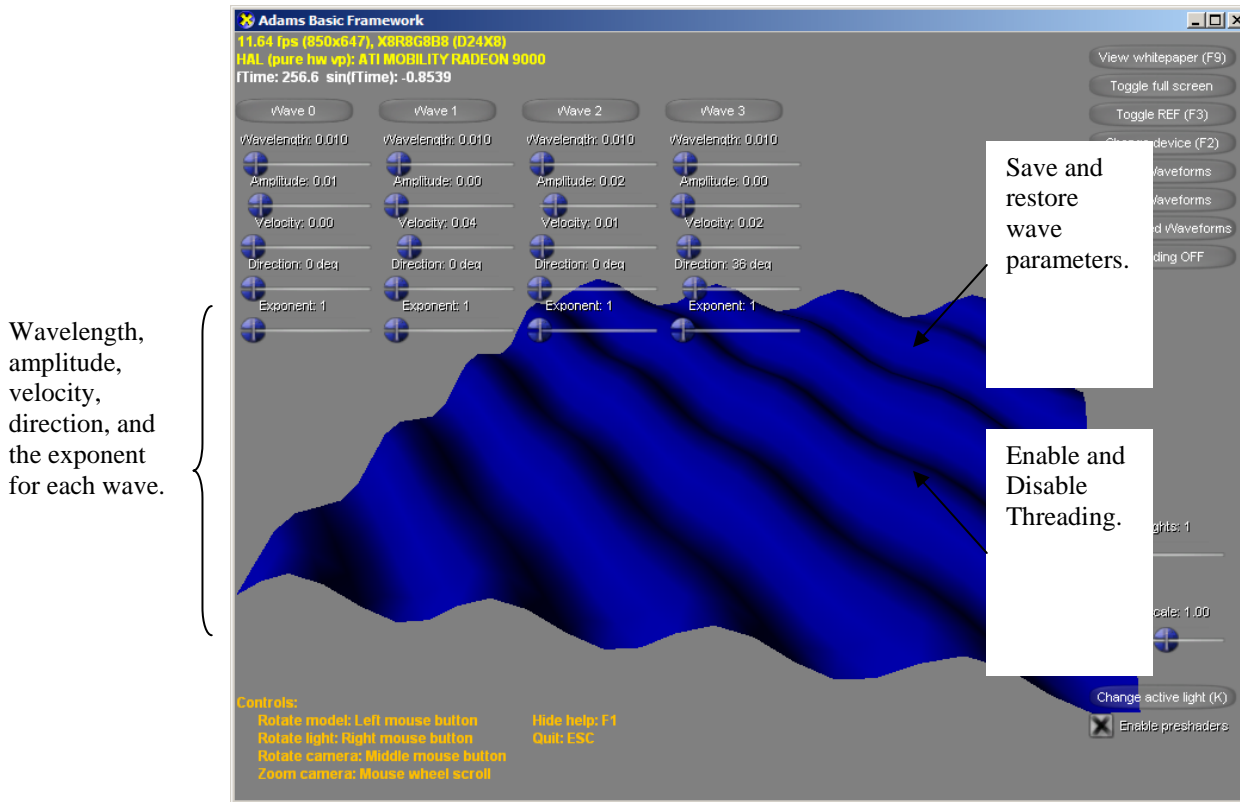 Adams Basic Framework
11.64 fps (850x647), X8R8G8B8 (D24X8)
HAL (pure hw vp): ATI MOBILITY RADEON 9000
fTime: 256.6 sin(fTime): -0.8539
Wave 0 Wave 1 Wave 2 Wave 3
Wavelength: 0.010 Wavelength: 0.010 Wavelength: 0.010 Wavelength: 0.010
Amplitude: 0.01 Amplitude: 0.00 Amplitude: 0.02 Amplitude: 0.00
Velocity: 0.00 Velocity: 0.04 Velocity: 0.01 Velocity: 0.02
Direction: 0 deg Direction: 0 deg Direction: 0 deg Direction: 36 deg
Exponent: 1 Exponent: 1 Exponent: 1 Exponent: 1
View whitepaper (F9)
Toggle full screen
Toggle REF (F3)
Change device (F2)
Waveforms
Waveforms
Waveforms
OFF
Save and
restore
wave
parameters.
Wavelength,
amplitude,
velocity,
direction, and
the exponent
for each wave.
Enable and
Disable
Threading.
1
1.00
Change active light (K)
Enable preshaders
Controls:
Rotate model: Left mouse button Hide help: F1
Rotate light: Right mouse button Quit: ESC
Rotate camera: Middle mouse button
Zoom camera: Mouse wheel scroll